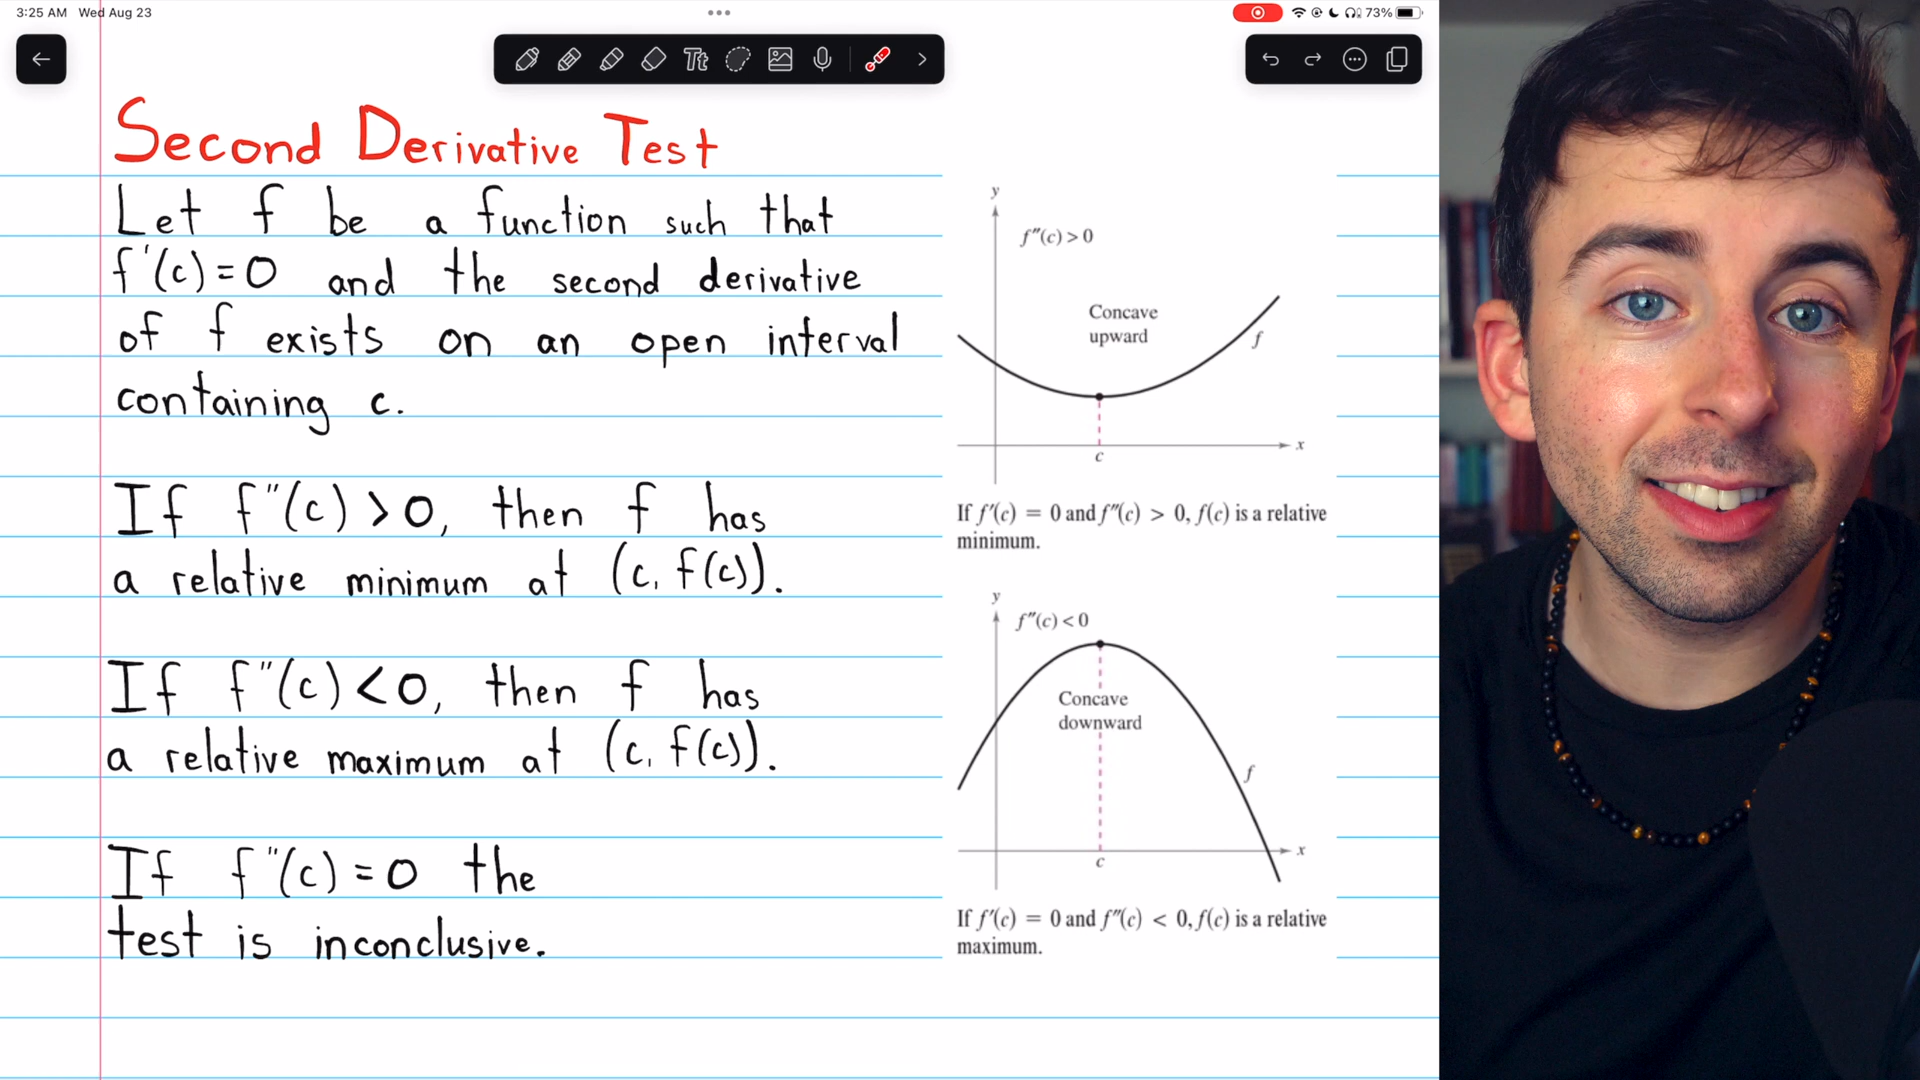 3:25 AM Wed Aug 23
73%
Tt
Second Derivative Test
Let f be a function such that
f'(c)=0 and the second derivative
of f exists on an open interval
containing c.
If f"(c)>0, then f has
a relative minimum at (c, f(c)).
If f"(c)<0, then f has
a relative maximum at (c, f(c)).
If f"(c)=0 the
test is inconclusive.
y
f″(c) > 0
Concave
upward
f
x
c
If f′(c) = 0 and f″(c) > 0, f(c) is a relative
minimum.
y
f″(c) < 0
Concave
downward
f
x
c
If f′(c) = 0 and f″(c) < 0, f(c) is a relative
maximum.